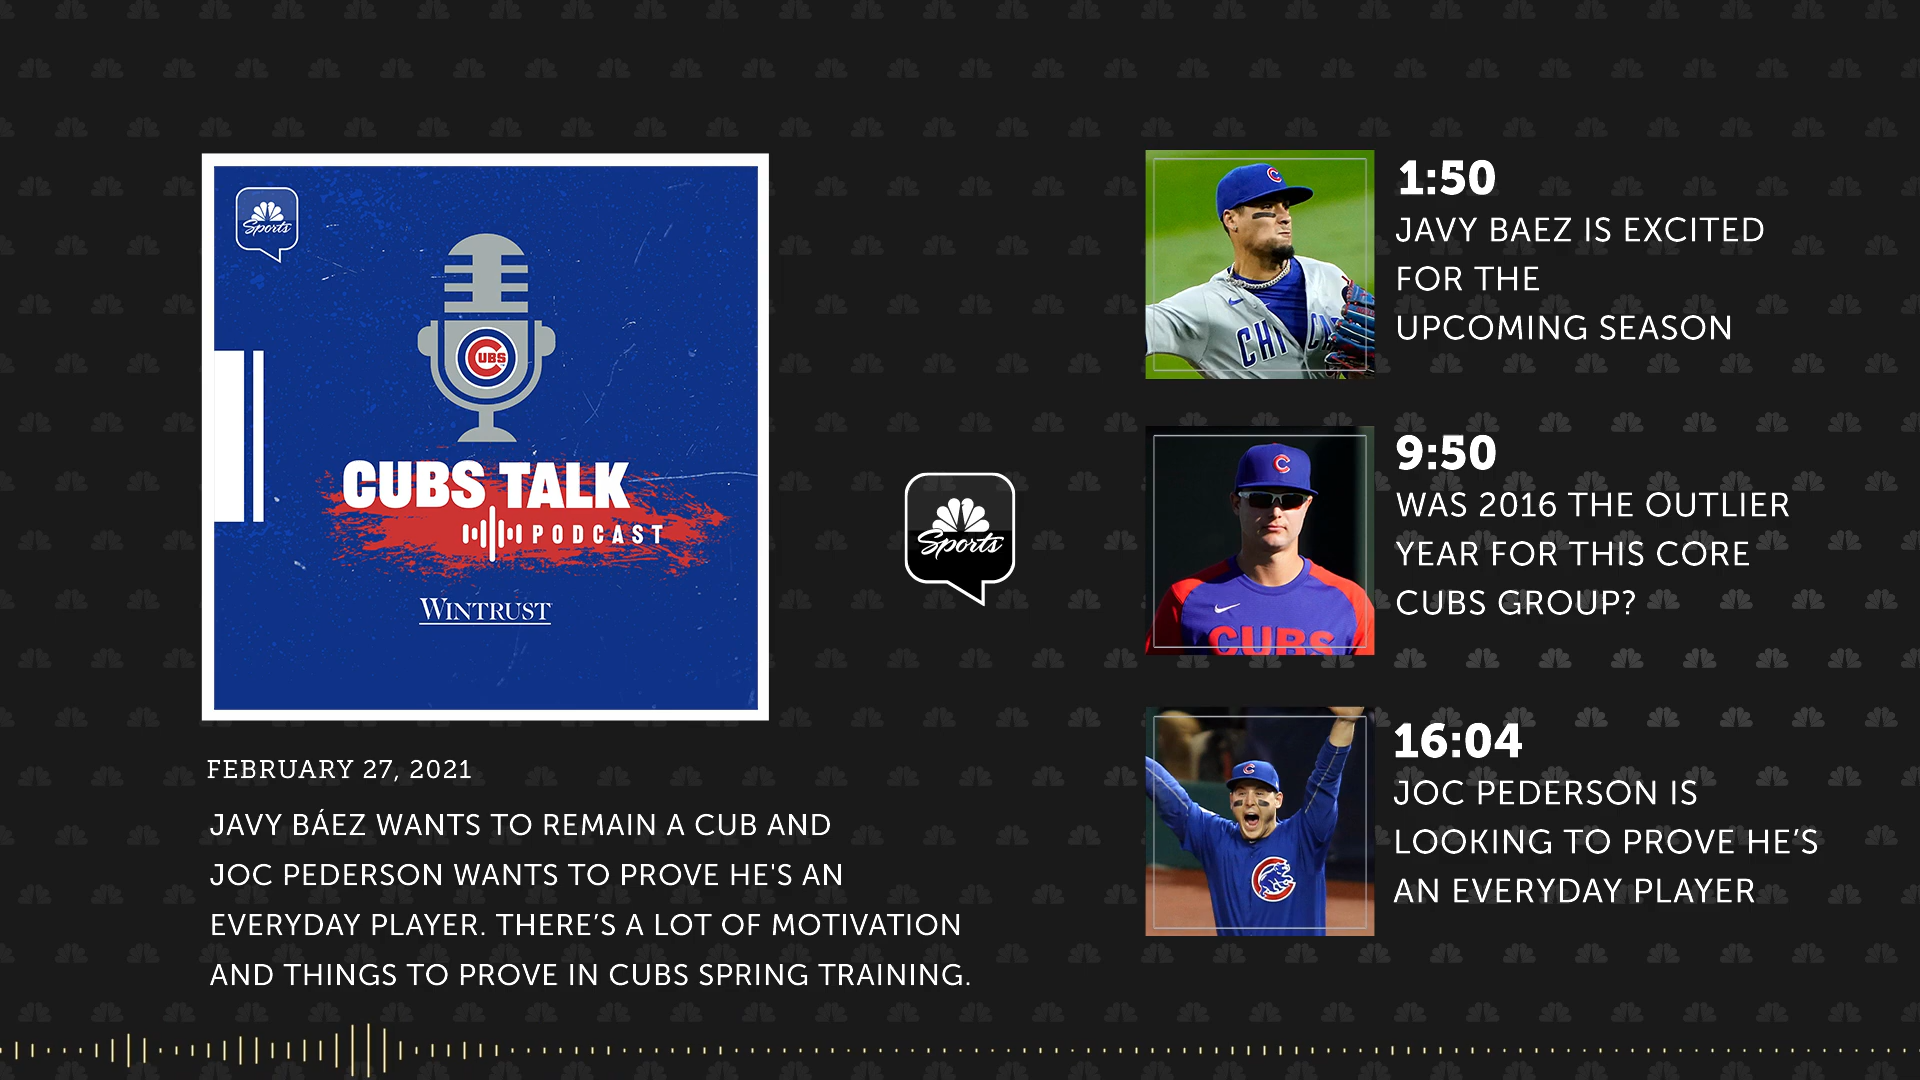 Sports
CUBS
CUBS TALK
PODCAST
WINTRUST
FEBRUARY 27, 2021
JAVY BÁEZ WANTS TO REMAIN A CUB AND
JOC PEDERSON WANTS TO PROVE HE'S AN
EVERYDAY PLAYER. THERE’S A LOT OF MOTIVATION
AND THINGS TO PROVE IN CUBS SPRING TRAINING.
Sports
C
CHICA
1:50
JAVY BAEZ IS EXCITED
FOR THE
UPCOMING SEASON
C
CUBS
9:50
WAS 2016 THE OUTLIER
YEAR FOR THIS CORE
CUBS GROUP?
C
16:04
JOC PEDERSON IS
LOOKING TO PROVE HE’S
AN EVERYDAY PLAYER